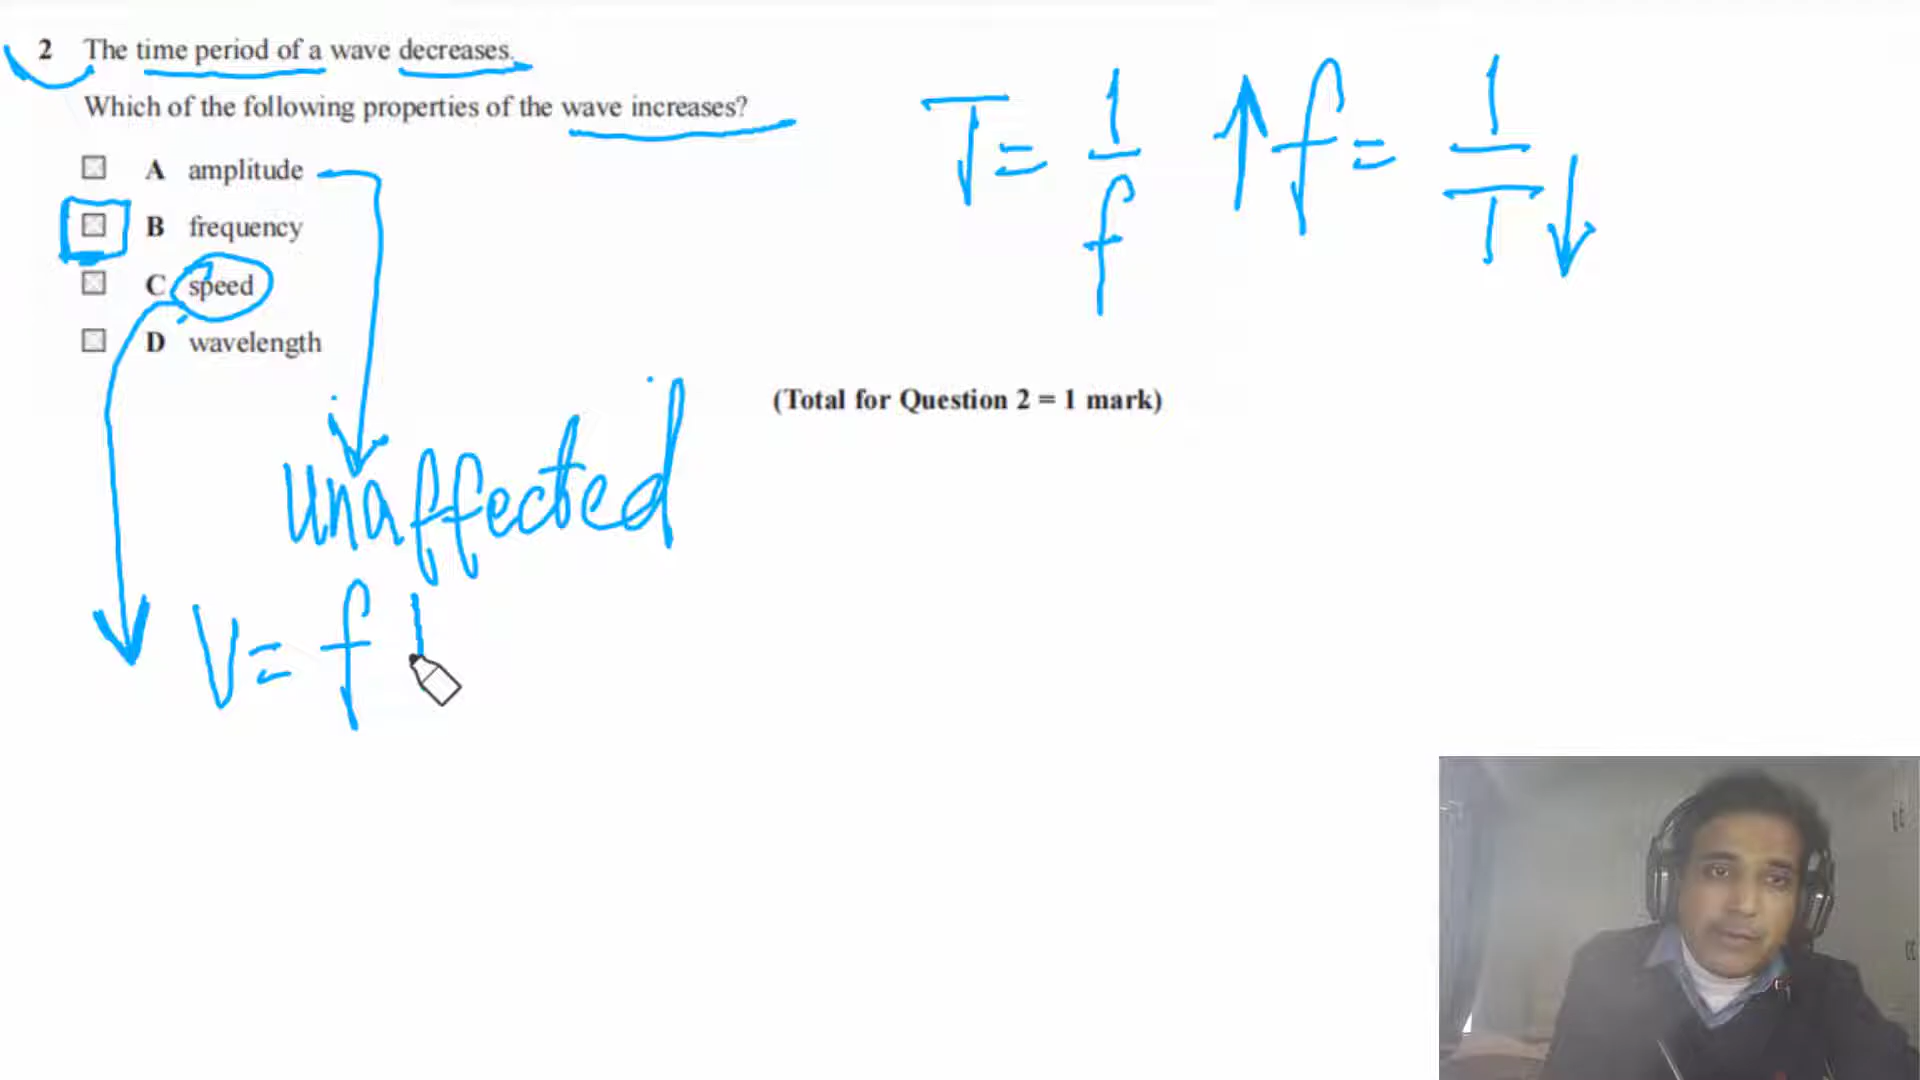 2 The time period of a wave decreases.
Which of the following properties of the wave increases?
A amplitude
B frequency
C speed
D wavelength
(Total for Question 2 = 1 mark)
T = 1/f ↑f = 1/T↓
unaffected
V = f